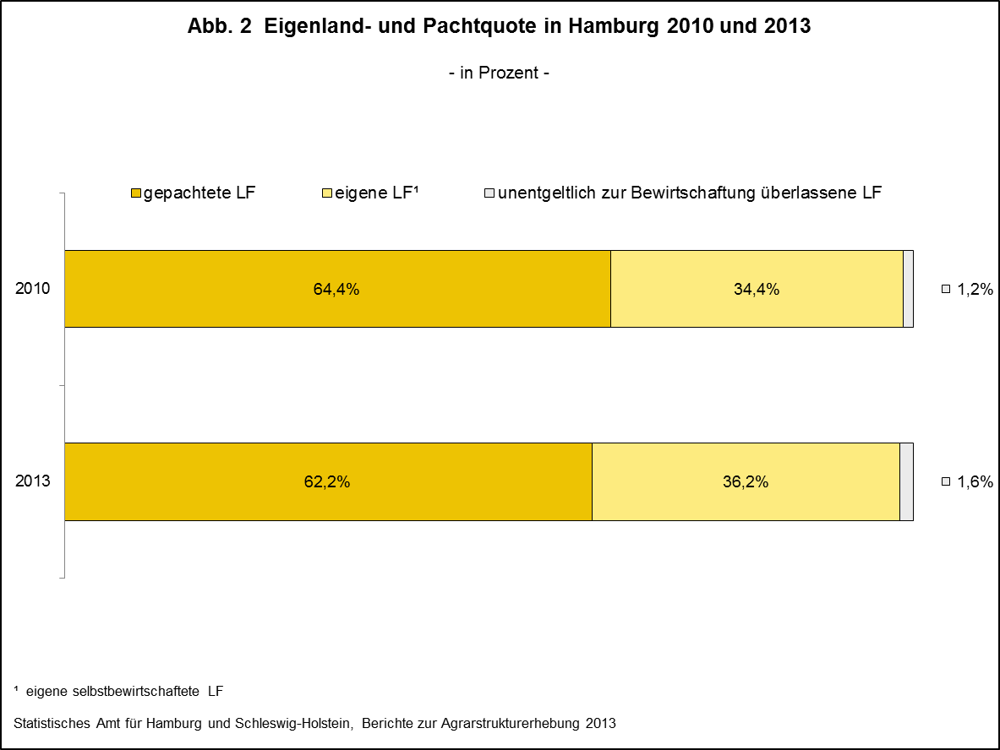 Abb. 2 Eigenland- und Pachtquote in Hamburg 2010 und 2013
- in Prozent -
gepachtete LF eigene LF¹ unentgeltlich zur Bewirtschaftung überlassene LF
2010 64,4% 34,4% 1,2%
2013 62,2% 36,2% 1,6%
¹ eigene selbstbewirtschaftete LF
Statistisches Amt für Hamburg und Schleswig-Holstein, Berichte zur Agrarstrukturerhebung 2013